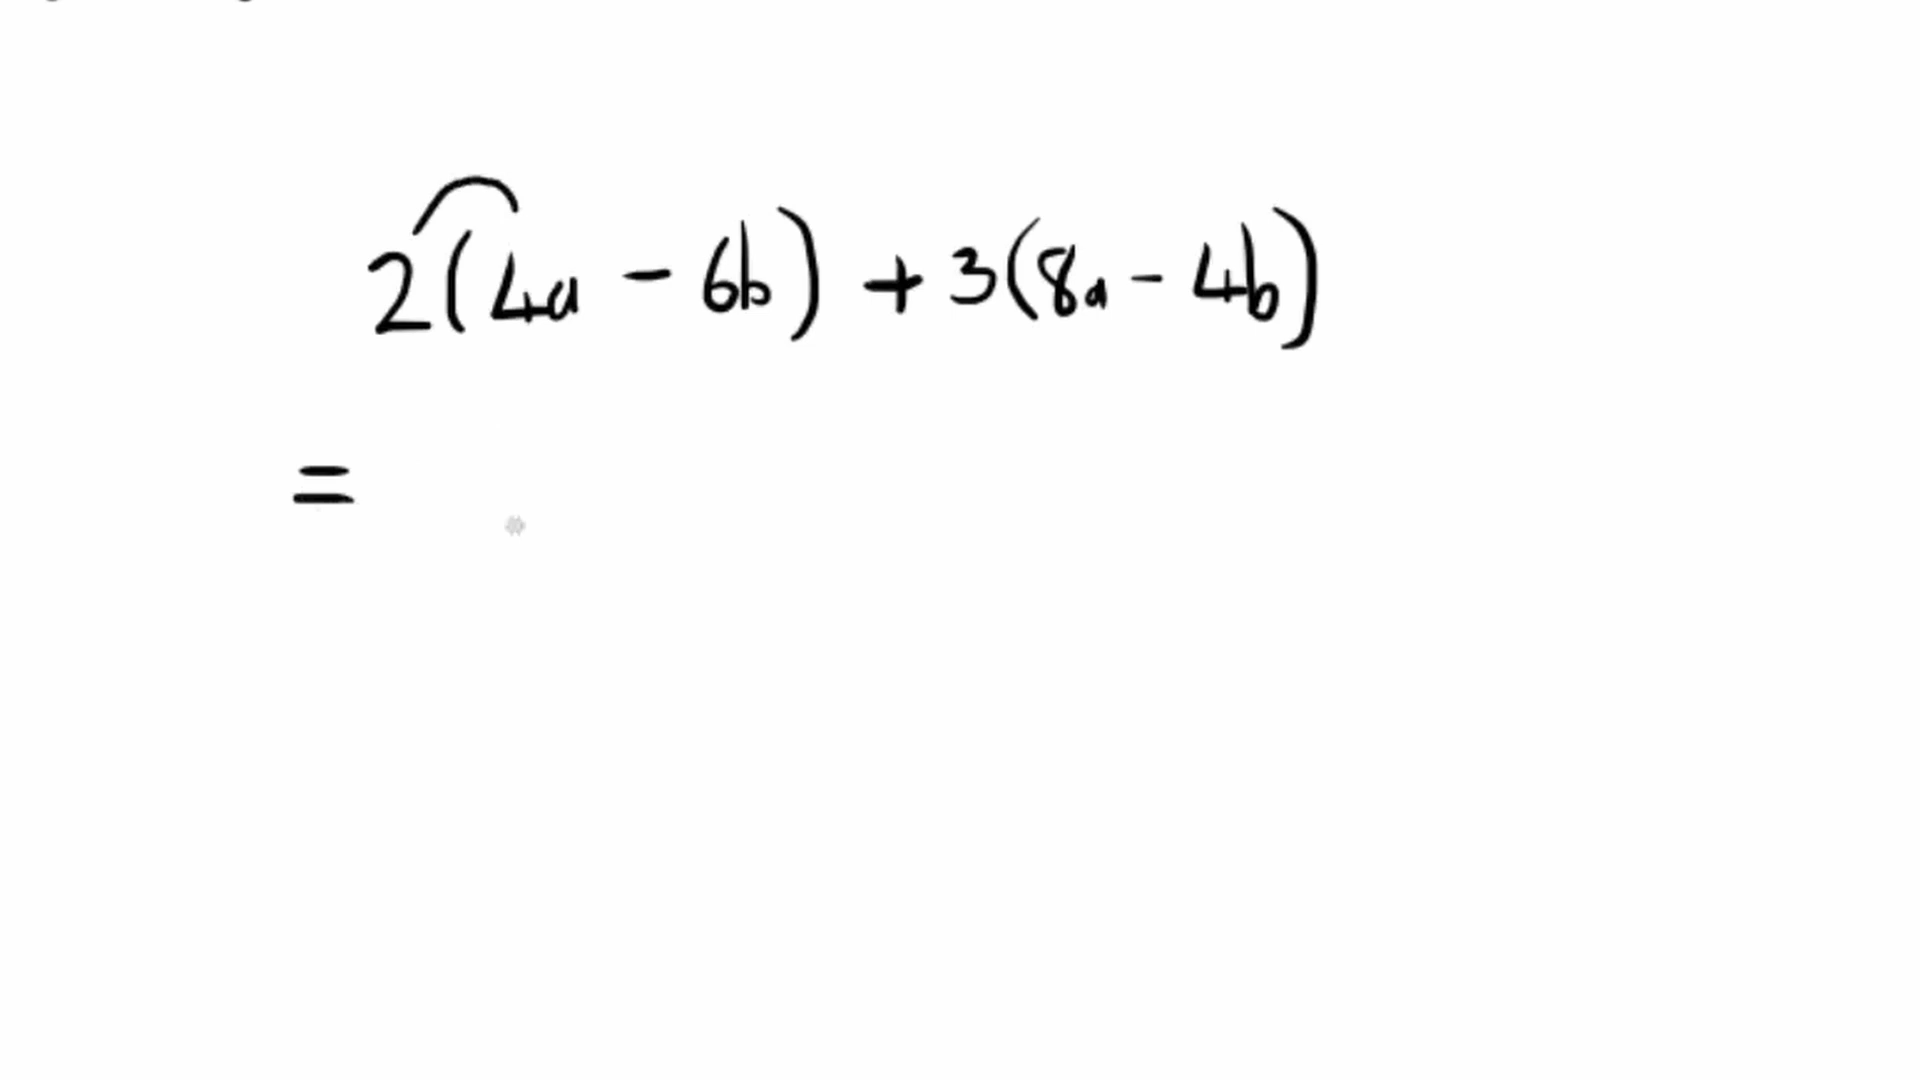 2(4a - 6b) + 3(8a - 4b)
=